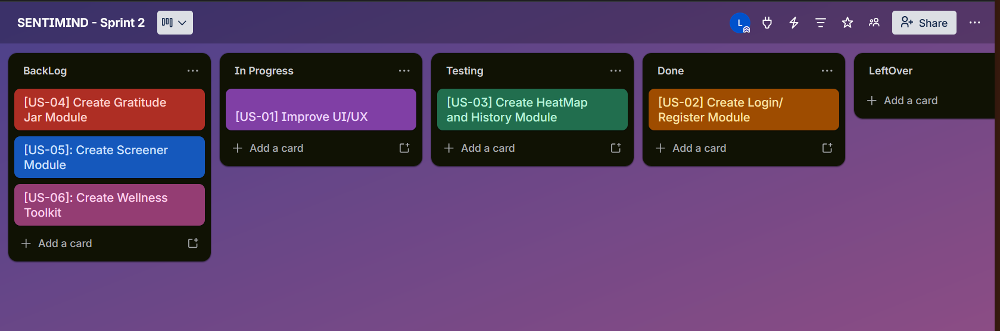 SENTIMIND - Sprint 2
L
Share
BackLog
[US-04] Create Gratitude
Jar Module
[US-05]: Create Screener
Module
[US-06]: Create Wellness
Toolkit
Add a card
In Progress
[US-01] Improve UI/UX
Add a card
Testing
[US-03] Create HeatMap
and History Module
Add a card
Done
[US-02] Create Login/
Register Module
Add a card
LeftOver
Add a card